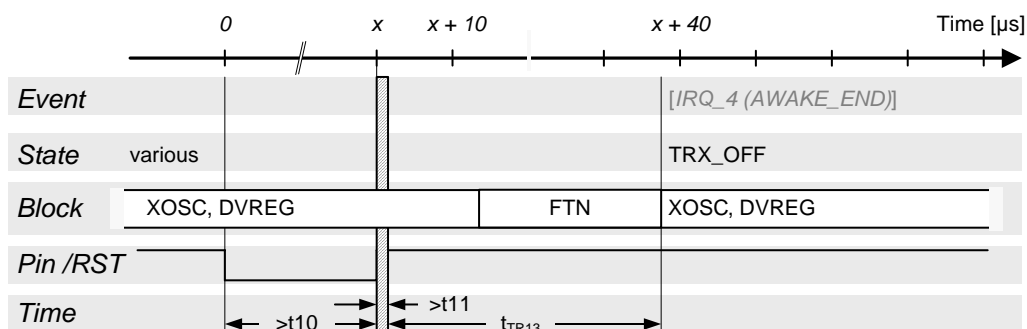 0 x x + 10 x + 40 Time [µs]
Event [IRQ_4 (AWAKE_END)]
State various TRX_OFF
Block XOSC, DVREG FTN XOSC, DVREG
Pin /RST
Time >t10 >t11 tTR13